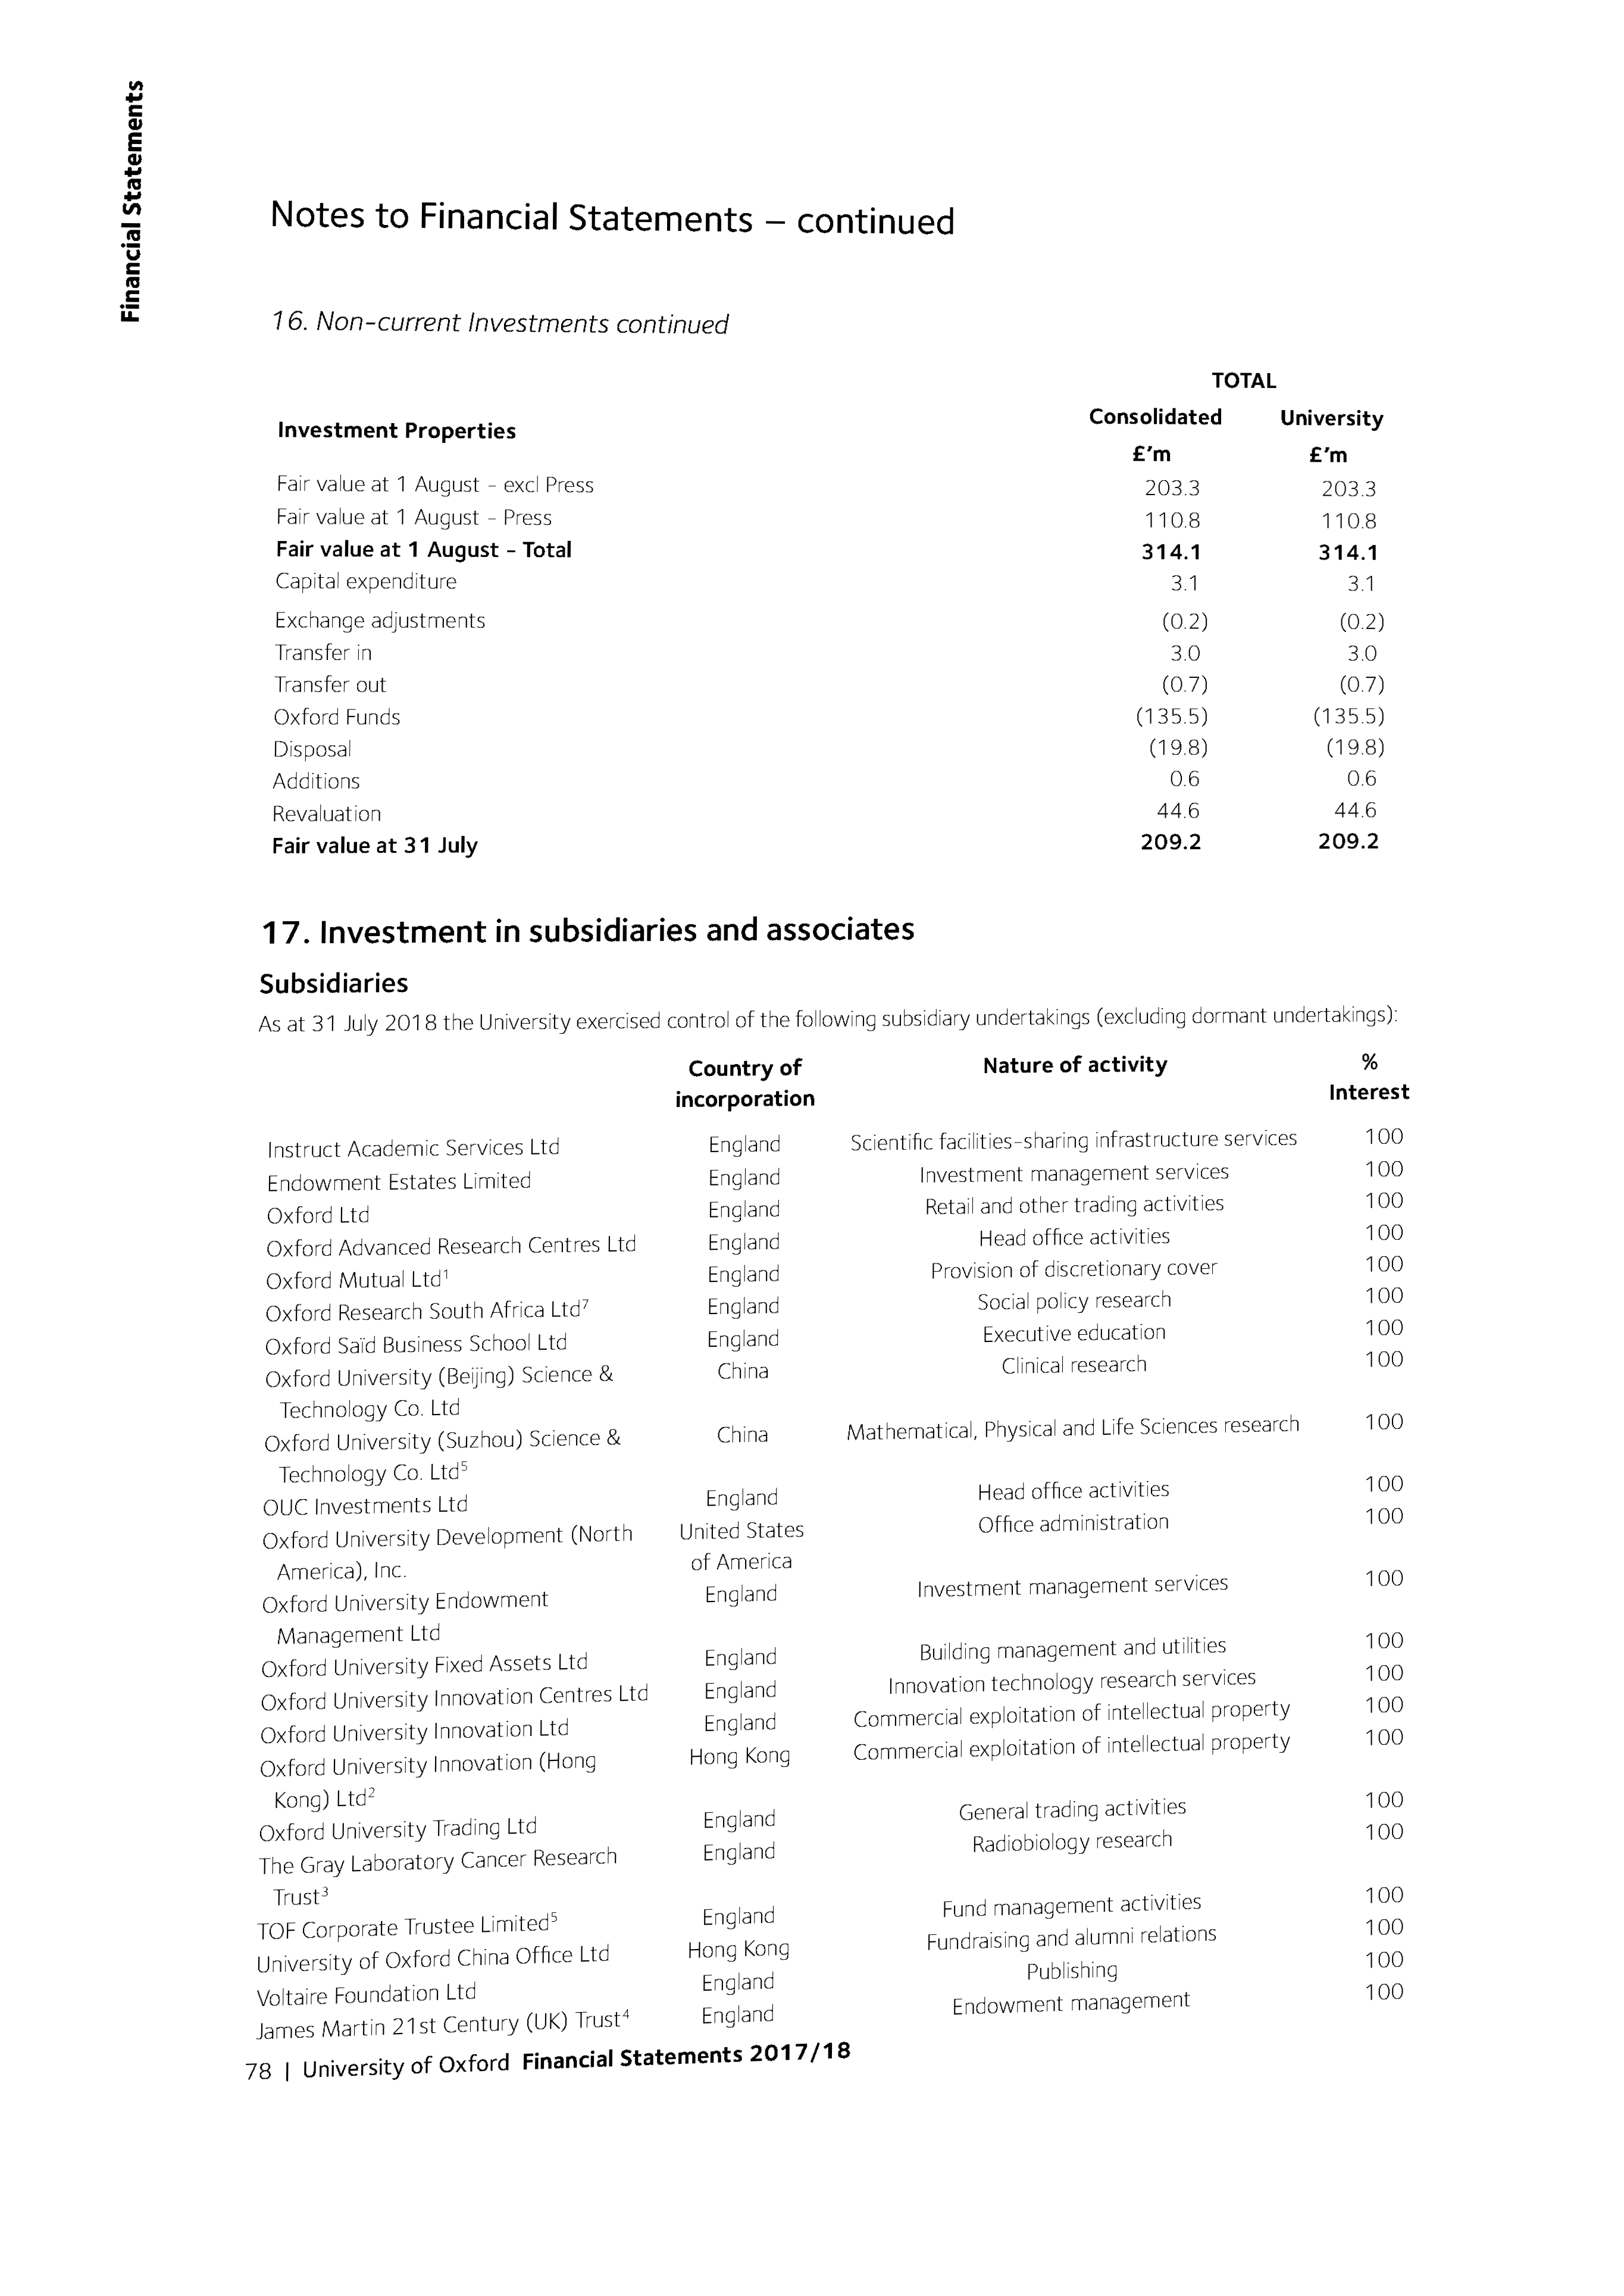 Financial Statements
Notes to Financial Statements – continued
16. Non-current Investments continued
TOTAL
Investment Properties Consolidated University
£'m £'m
Fair value at 1 August - excl Press 203.3 203.3
Fair value at 1 August - Press 110.8 110.8
Fair value at 1 August - Total 314.1 314.1
Capital expenditure 3.1 3.1
Exchange adjustments (0.2) (0.2)
Transfer in 3.0 3.0
Transfer out (0.7) (0.7)
Oxford Funds (135.5) (135.5)
Disposal (19.8) (19.8)
Additions 0.6 0.6
Revaluation 44.6 44.6
Fair value at 31 July 209.2 209.2
17. Investment in subsidiaries and associates
Subsidiaries
As at 31 July 2018 the University exercised control of the following subsidiary undertakings (excluding dormant undertakings):
Country of Nature of activity %
incorporation Interest
Instruct Academic Services Ltd England Scientific facilities-sharing infrastructure services 100
Endowment Estates Limited England Investment management services 100
Oxford Ltd England Retail and other trading activities 100
Oxford Advanced Research Centres Ltd England Head office activities 100
Oxford Mutual Ltd¹ England Provision of discretionary cover 100
Oxford Research South Africa Ltd⁷ England Social policy research 100
Oxford Saïd Business School Ltd England Executive education 100
Oxford University (Beijing) Science & China Clinical research 100
Technology Co. Ltd
Oxford University (Suzhou) Science & China Mathematical, Physical and Life Sciences research 100
Technology Co. Ltd⁵
OUC Investments Ltd England Head office activities 100
Oxford University Development (North United States Office administration 100
America), Inc. of America
Oxford University Endowment England Investment management services 100
Management Ltd
Oxford University Fixed Assets Ltd England Building management and utilities 100
Oxford University Innovation Centres Ltd England Innovation technology research services 100
Oxford University Innovation Ltd England Commercial exploitation of intellectual property 100
Oxford University Innovation (Hong Hong Kong Commercial exploitation of intellectual property 100
Kong) Ltd²
Oxford University Trading Ltd England General trading activities 100
The Gray Laboratory Cancer Research England Radiobiology research 100
Trust³
TOF Corporate Trustee Limited⁵ England Fund management activities 100
University of Oxford China Office Ltd Hong Kong Fundraising and alumni relations 100
Voltaire Foundation Ltd England Publishing 100
James Martin 21st Century (UK) Trust⁴ England Endowment management 100
78 | University of Oxford Financial Statements 2017/18